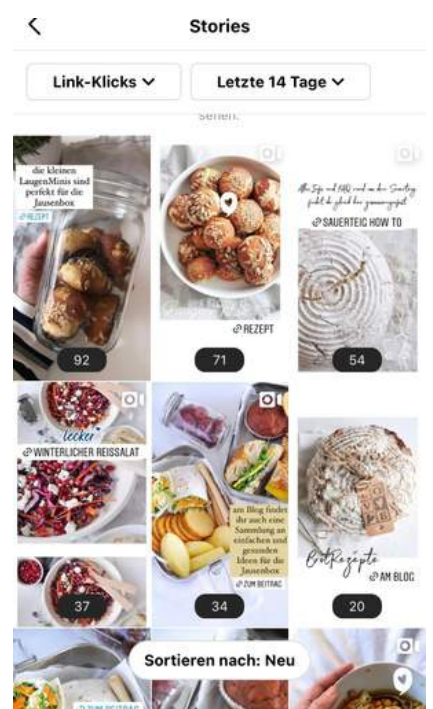 Stories
Link-Klicks
Letzte 14 Tage
sehen.
die kleinen
LaugenMinis sind
perfekt für die
Jausenbox
REZEPT
92
REZEPT
71
SAUERTEIG HOW TO
54
lecker
WINTERLICHER REISSALAT
37
am Blog findet
ihr auch eine
Sammlung an
einfachen und
gesunden
Ideen für die
Jausenbox
ZUM BEITRAG
34
BrotRezepte
AM BLOG
20
ZUM BEITRAG
Sortieren nach: Neu